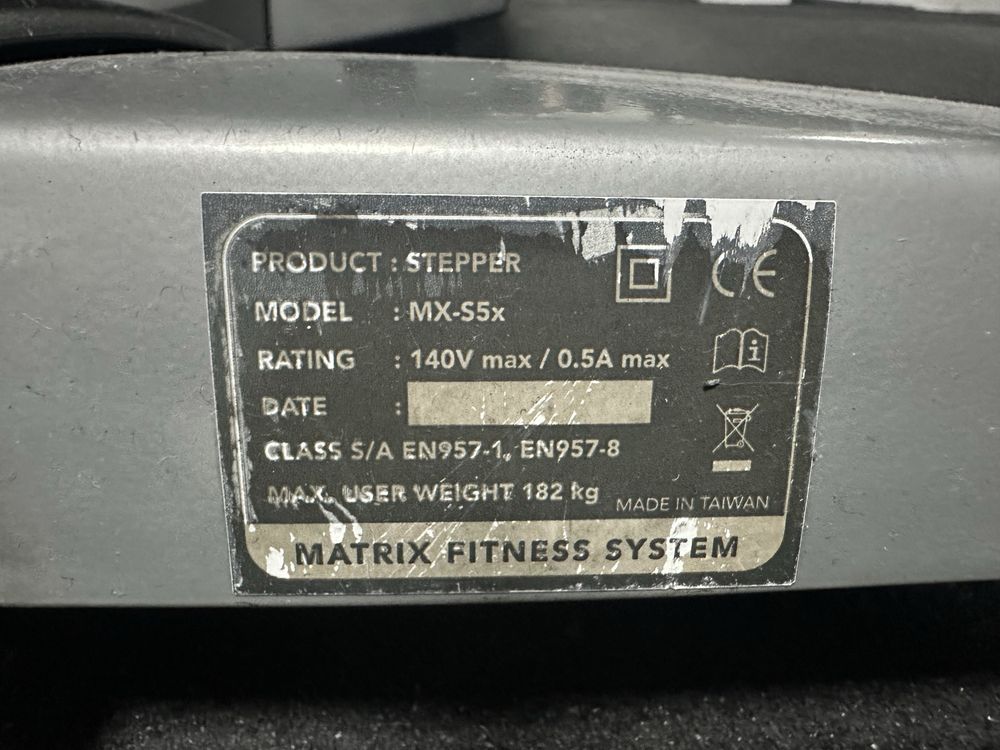 PRODUCT : STEPPER
MODEL : MX-S5x
RATING : 140V max / 0.5A max
DATE :
CLASS S/A EN957-1, EN957-8
MAX. USER WEIGHT 182 kg
MADE IN TAIWAN
MATRIX FITNESS SYSTEM
CE
i